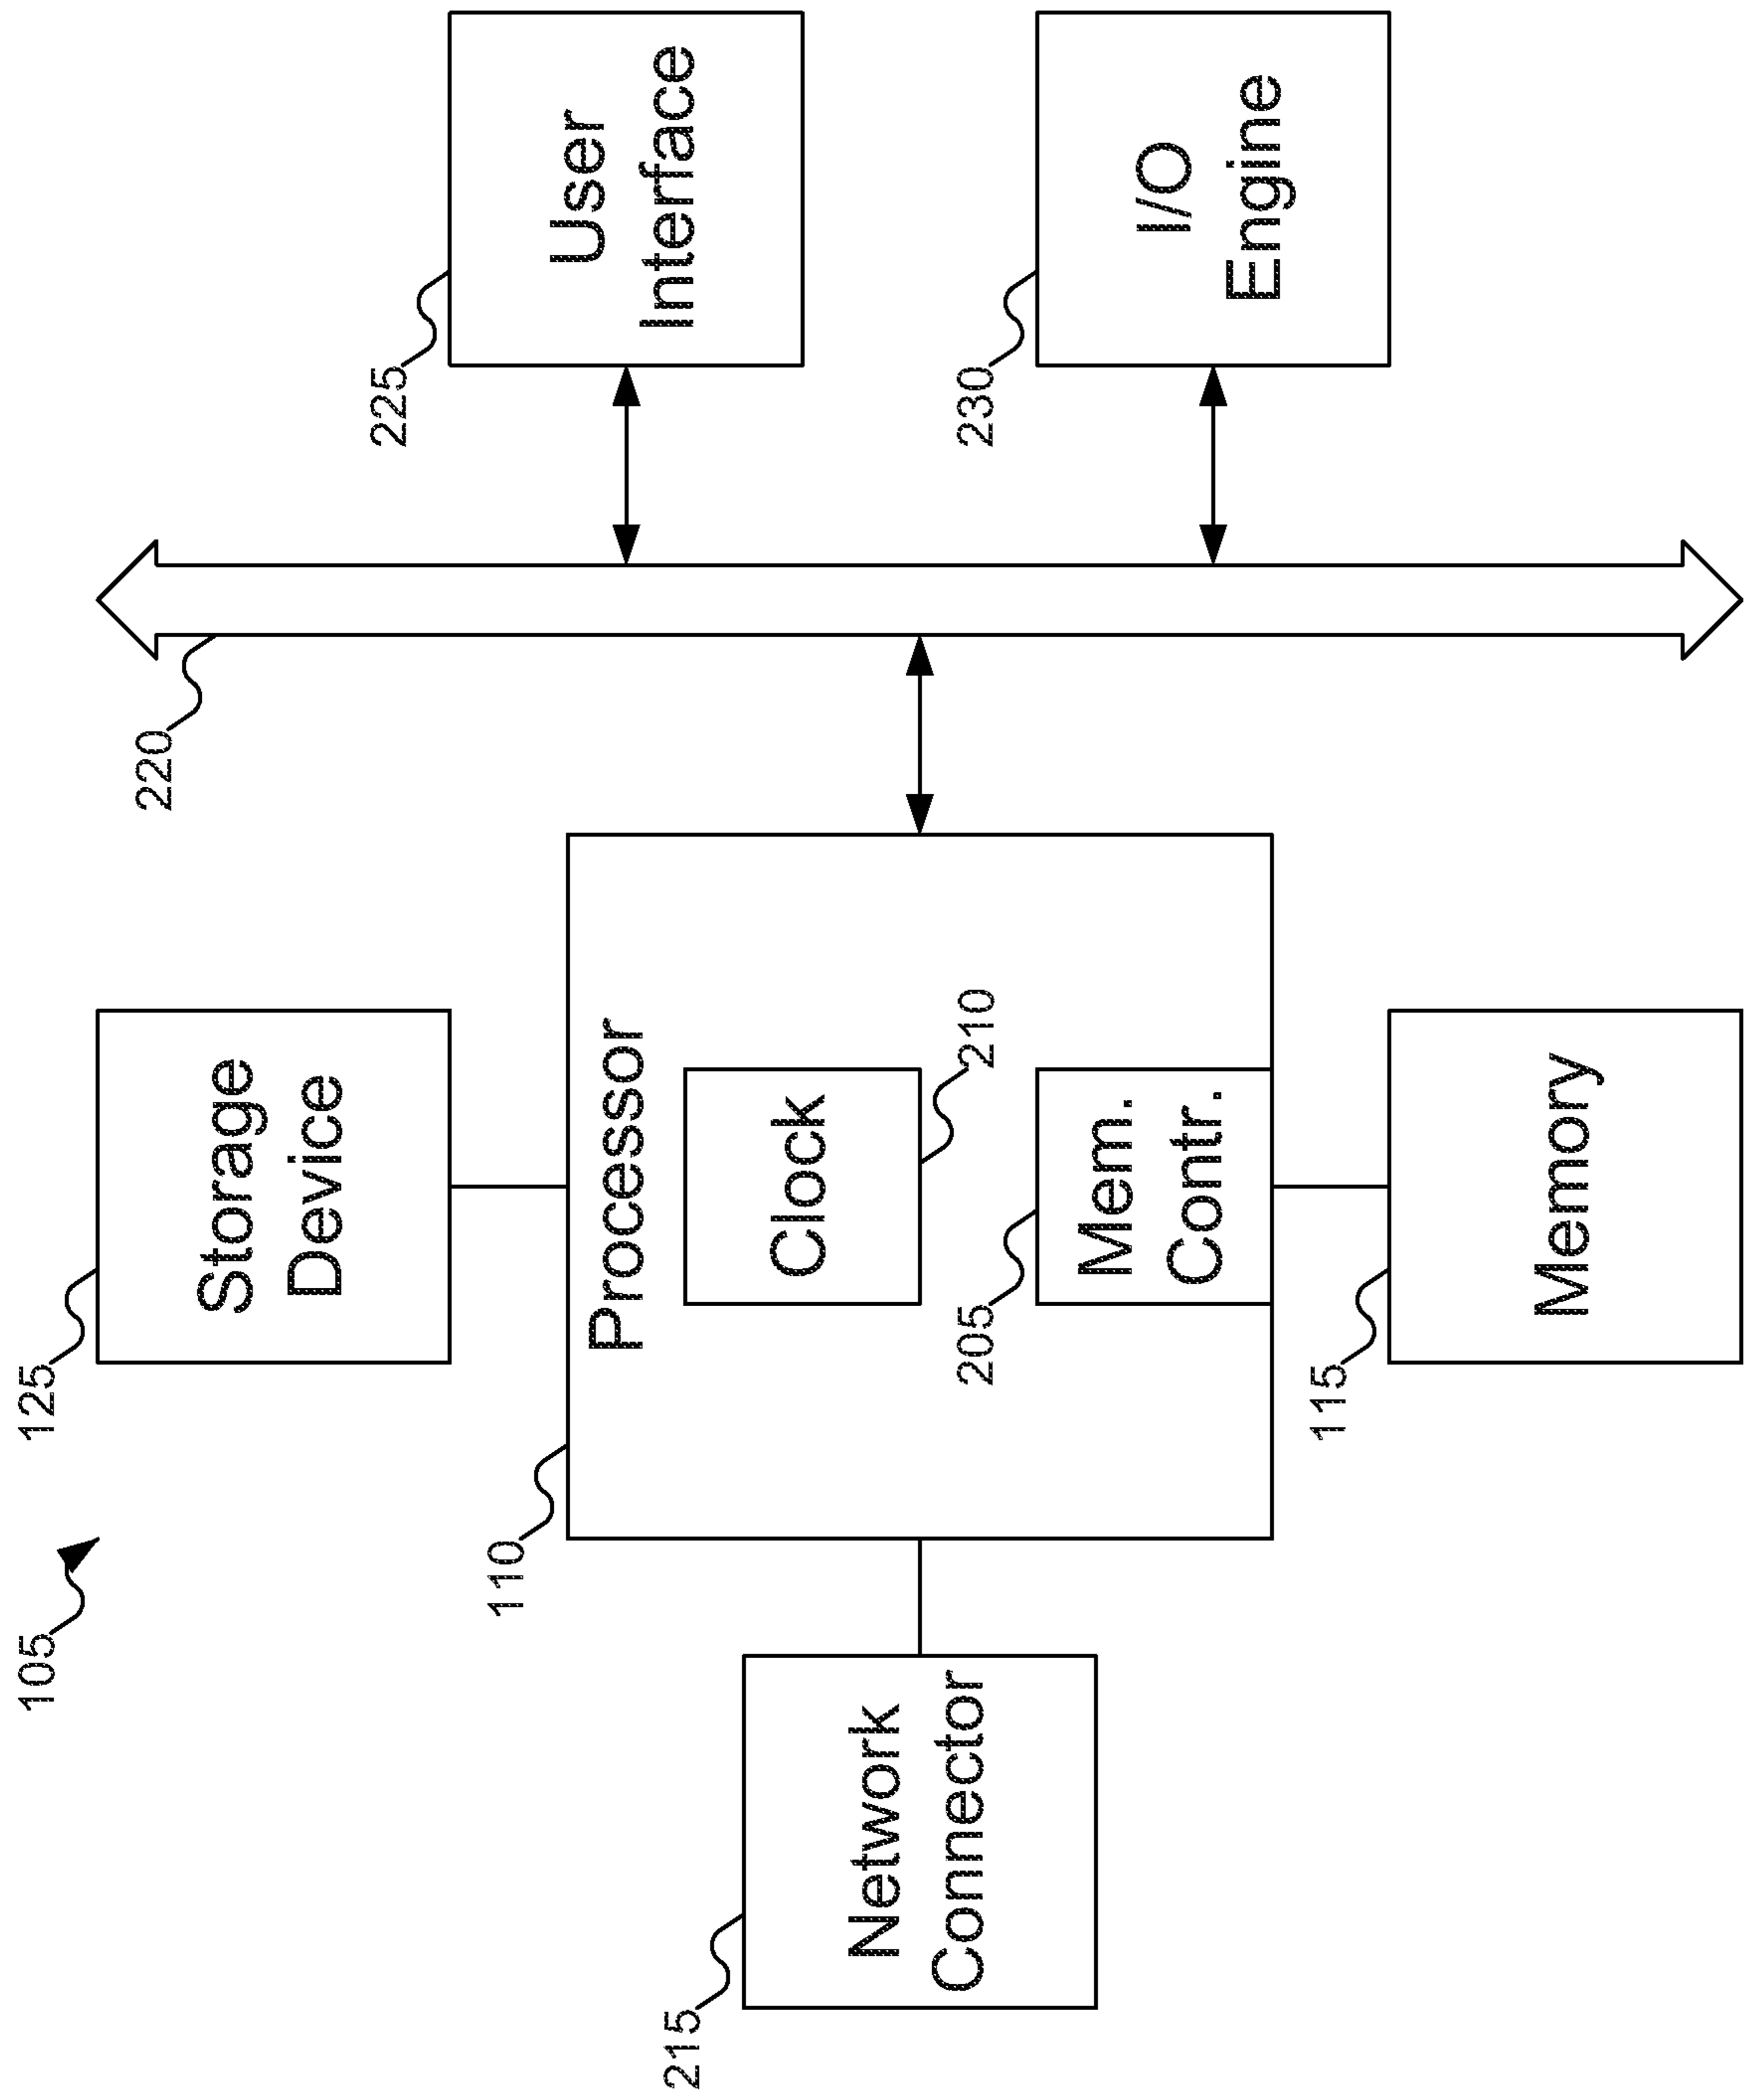 105
125
Storage
Device
220
110
Processor
225
User
Interface
215
Network
Connector
Clock
210
205
Mem.
Contr.
230
I/O
Engine
115
Memory